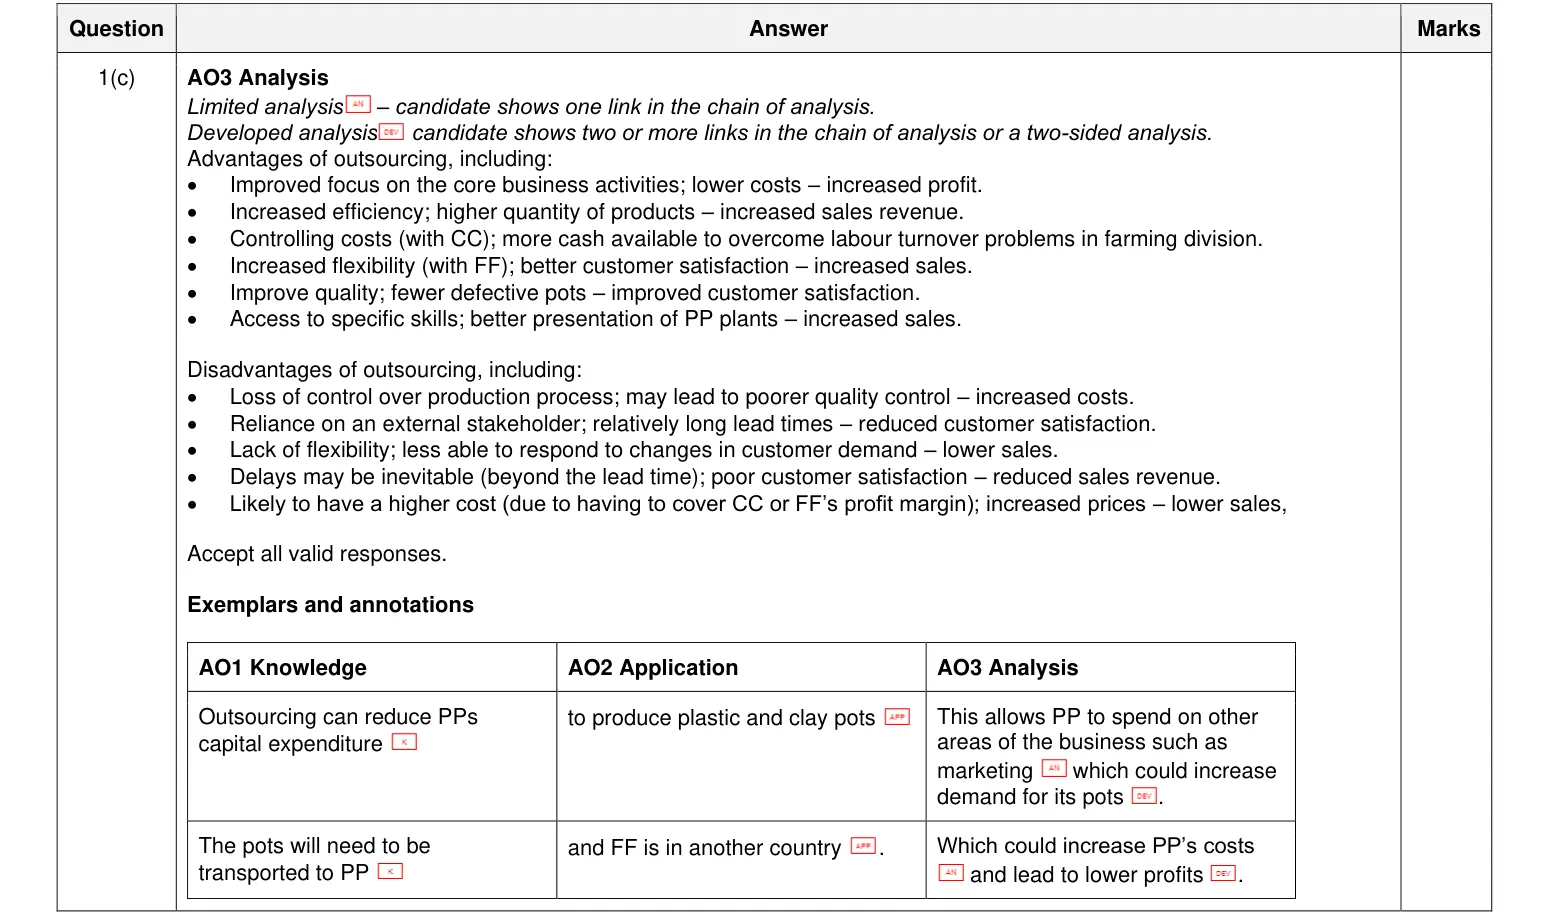 Question Answer Marks
1(c) AO3 Analysis
Limited analysis AN – candidate shows one link in the chain of analysis.
Developed analysis DEV candidate shows two or more links in the chain of analysis or a two-sided analysis.
Advantages of outsourcing, including:
• Improved focus on the core business activities; lower costs – increased profit.
• Increased efficiency; higher quantity of products – increased sales revenue.
• Controlling costs (with CC); more cash available to overcome labour turnover problems in farming division.
• Increased flexibility (with FF); better customer satisfaction – increased sales.
• Improve quality; fewer defective pots – improved customer satisfaction.
• Access to specific skills; better presentation of PP plants – increased sales.
Disadvantages of outsourcing, including:
• Loss of control over production process; may lead to poorer quality control – increased costs.
• Reliance on an external stakeholder; relatively long lead times – reduced customer satisfaction.
• Lack of flexibility; less able to respond to changes in customer demand – lower sales.
• Delays may be inevitable (beyond the lead time); poor customer satisfaction – reduced sales revenue.
• Likely to have a higher cost (due to having to cover CC or FF's profit margin); increased prices – lower sales,
Accept all valid responses.
Exemplars and annotations
AO1 Knowledge AO2 Application AO3 Analysis
Outsourcing can reduce PPs
capital expenditure K
to produce plastic and clay pots APP
This allows PP to spend on other
areas of the business such as
marketing AN which could increase
demand for its pots DEV.
The pots will need to be
transported to PP K
and FF is in another country APP.
Which could increase PP's costs
AN and lead to lower profits DEV.